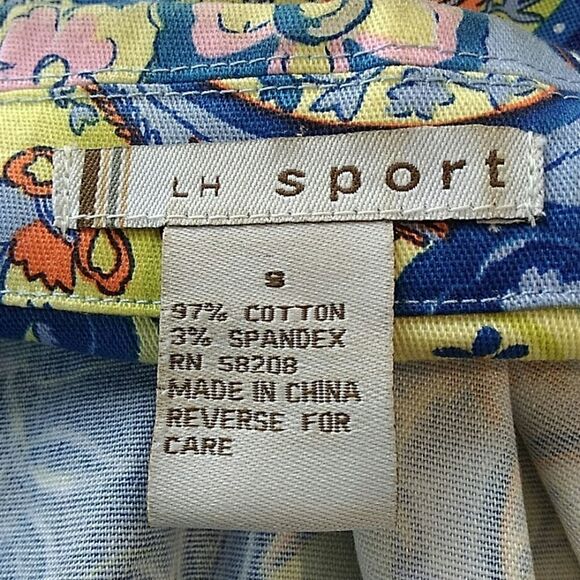 LH sport
S
97% COTTON
3% SPANDEX
RN 58208
MADE IN CHINA
REVERSE FOR
CARE